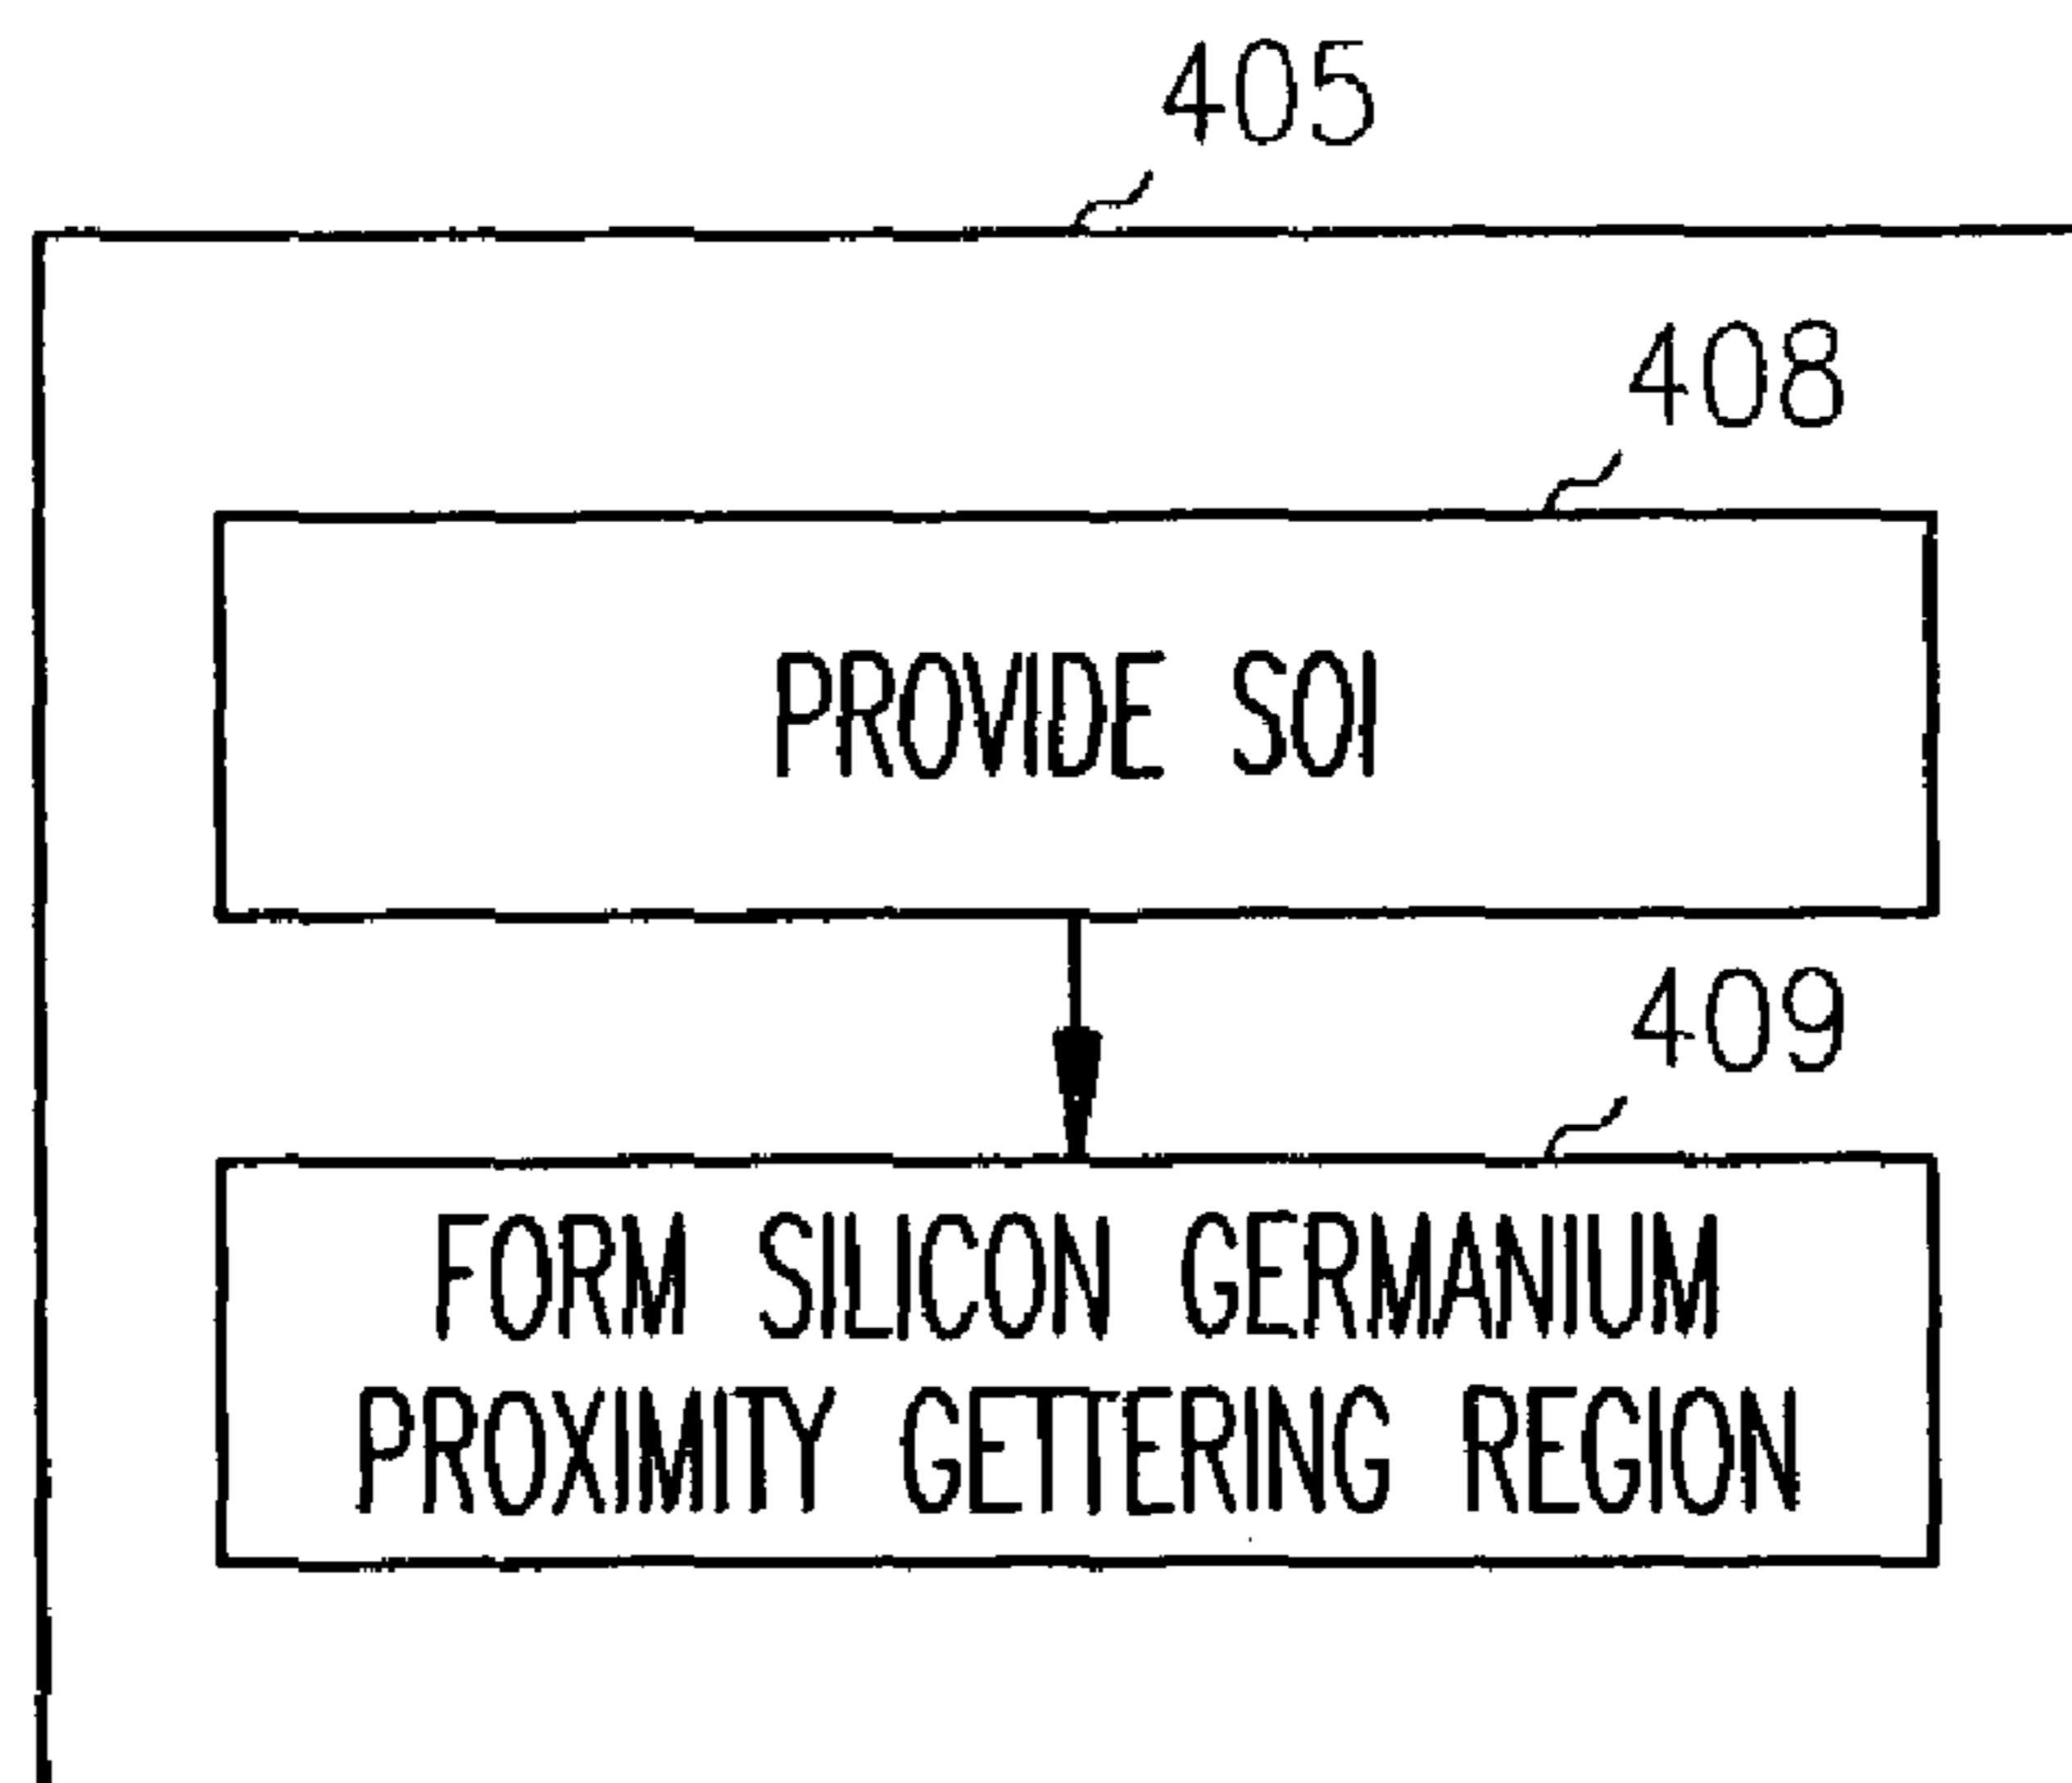 405
408
PROVIDE SOI
409
FORM SILICON GERMANIUM
PROXIMITY GETTERING REGION